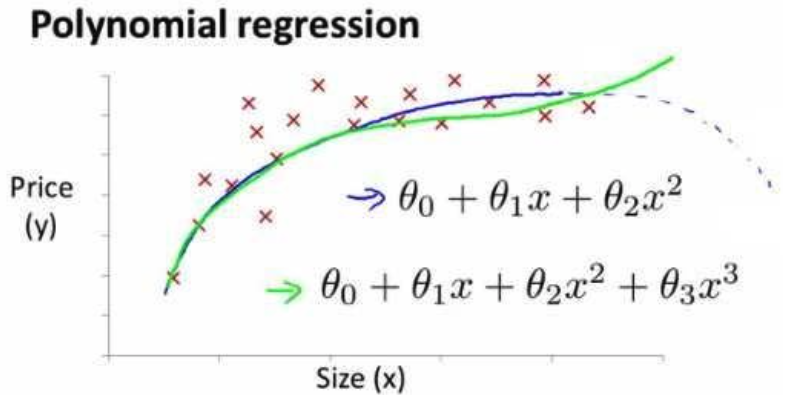 Polynomial regression
Price
(y)
→ θ₀ + θ₁x + θ₂x²
→ θ₀ + θ₁x + θ₂x² + θ₃x³
Size (x)